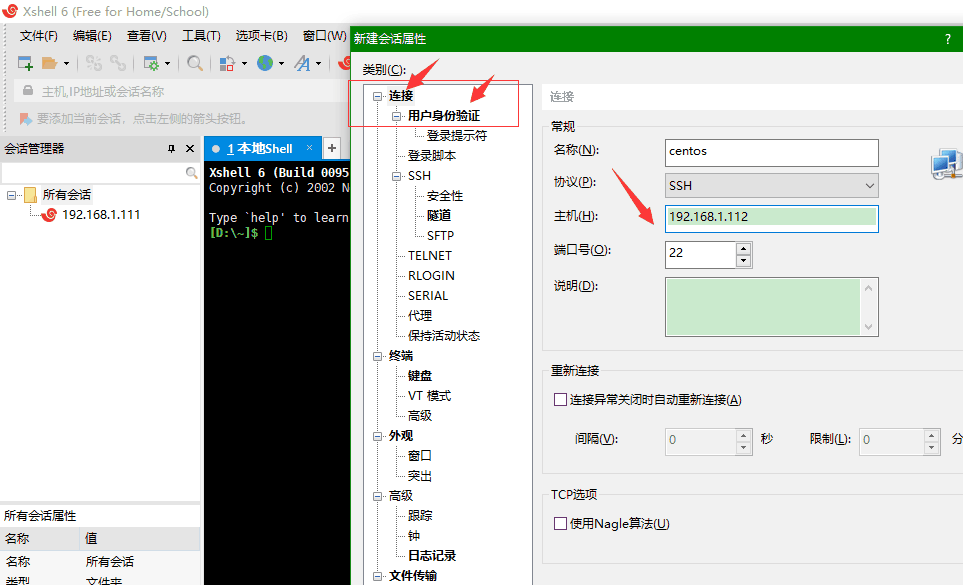 Xshell 6 (Free for Home/School)
文件(F) 编辑(E) 查看(V) 工具(T) 选项卡(B) 窗口(W)
主机,IP地址或会话名称
要添加当前会话，点击左侧的箭头按钮。
会话管理器
1 本地Shell
所有会话
192.168.1.111
Xshell 6 (Build 0095
Copyright (c) 2002 N
Type `help' to learn
[D:\~]$
所有会话属性
名称 值
名称 所有会话
类型 文件夹
新建会话属性 ?
类别(C):
连接
用户身份验证
登录提示符
登录脚本
SSH
安全性
隧道
SFTP
TELNET
RLOGIN
SERIAL
代理
保持活动状态
终端
键盘
VT 模式
高级
外观
窗口
突出
高级
跟踪
钟
日志记录
文件传输
连接
常规
名称(N): centos
协议(P): SSH
主机(H): 192.168.1.112
端口号(O): 22
说明(D):
重新连接
连接异常关闭时自动重新连接(A)
间隔(V): 0 秒 限制(L): 0 分
TCP选项
使用Nagle算法(U)